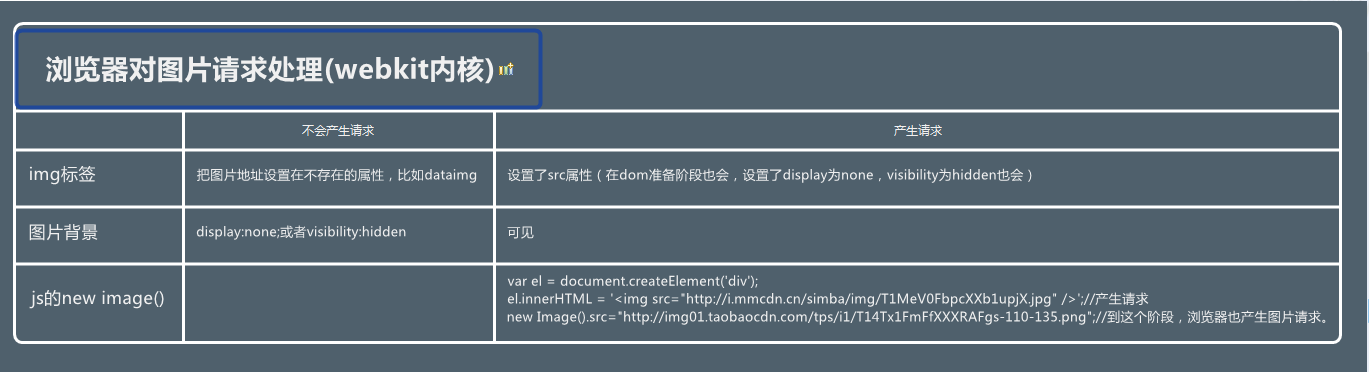 浏览器对图片请求处理(webkit内核)
不会产生请求
产生请求
img标签
把图片地址设置在不存在的属性，比如dataimg
设置了src属性（在dom准备阶段也会，设置了display为none，visibility为hidden也会）
图片背景
display:none;或者visibility:hidden
可见
js的new image()
var el = document.createElement('div');
el.innerHTML = '<img src="http://i.mmcdn.cn/simba/img/T1MeV0FbpcXXb1upjX.jpg" />';//产生请求
new Image().src="http://img01.taobaocdn.com/tps/i1/T14Tx1FmFfXXXRAFgs-110-135.png";//到这个阶段，浏览器也产生图片请求。